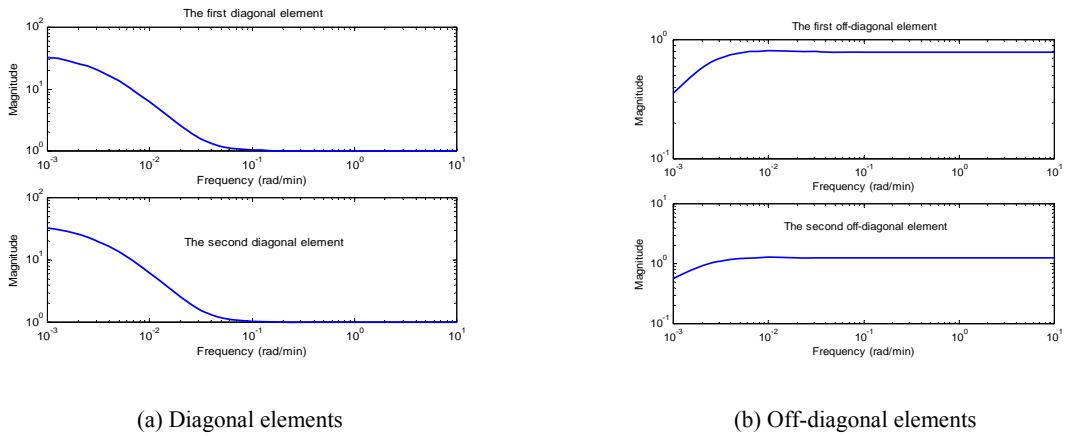 The first diagonal element
Magnitude
10^2
10^1
10^0
10^-3
10^-2
10^-1
10^0
10^1
Frequency (rad/min)
The second diagonal element
Magnitude
10^2
10^1
10^0
10^-3
10^-2
10^-1
10^0
10^1
Frequency (rad/min)
(a) Diagonal elements
The first off-diagonal element
Magnitude
10^0
10^-1
10^-3
10^-2
10^-1
10^0
10^1
Frequency (rad/min)
The second off-diagonal element
Magnitude
10^1
10^0
10^-1
10^-3
10^-2
10^-1
10^0
10^1
Frequency (rad/min)
(b) Off-diagonal elements